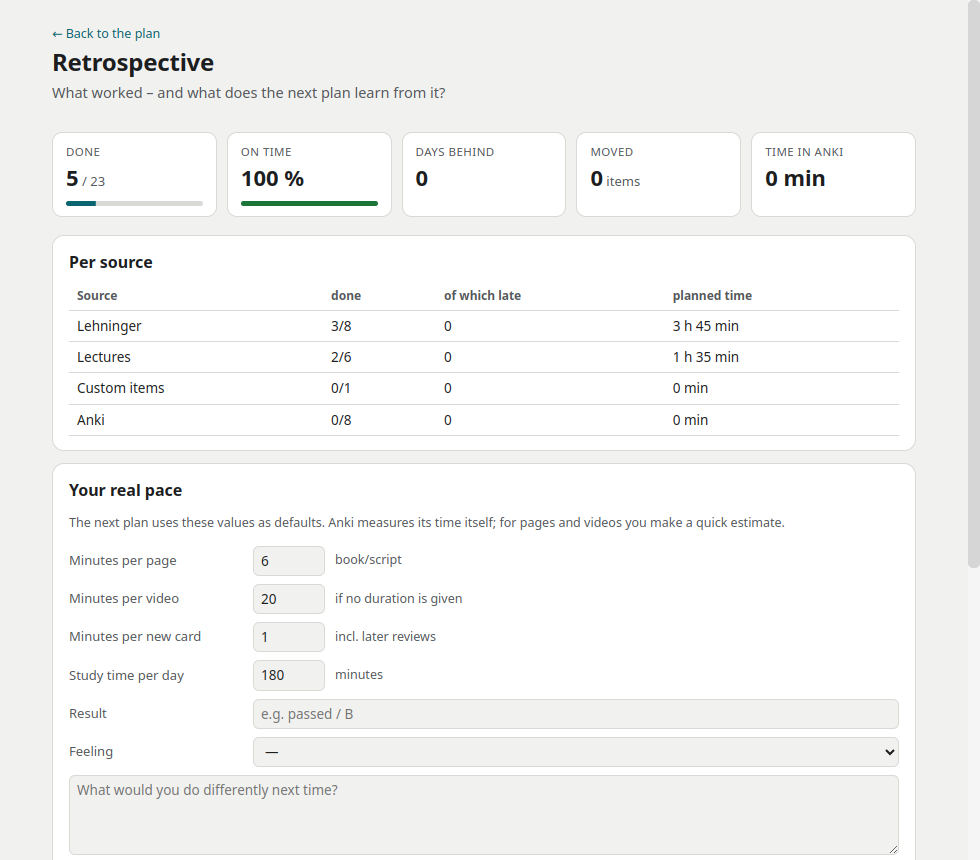 ← Back to the plan
Retrospective
What worked – and what does the next plan learn from it?
DONE
5 / 23
ON TIME
100 %
DAYS BEHIND
0
MOVED
0 items
TIME IN ANKI
0 min
Per source
Source done of which late planned time
Lehninger 3/8 0 3 h 45 min
Lectures 2/6 0 1 h 35 min
Custom items 0/1 0 0 min
Anki 0/8 0 0 min
Your real pace
The next plan uses these values as defaults. Anki measures its time itself; for pages and videos you make a quick estimate.
Minutes per page 6 book/script
Minutes per video 20 if no duration is given
Minutes per new card 1 incl. later reviews
Study time per day 180 minutes
Result e.g. passed / B
Feeling —
What would you do differently next time?